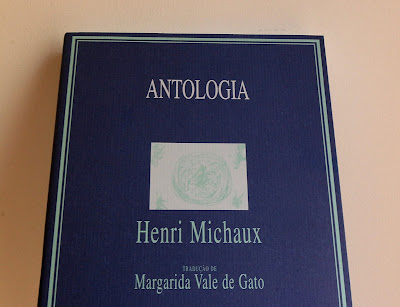 ANTOLOGIA
Henri Michaux
TRADUÇÃO DE
Margarida Vale de Gato